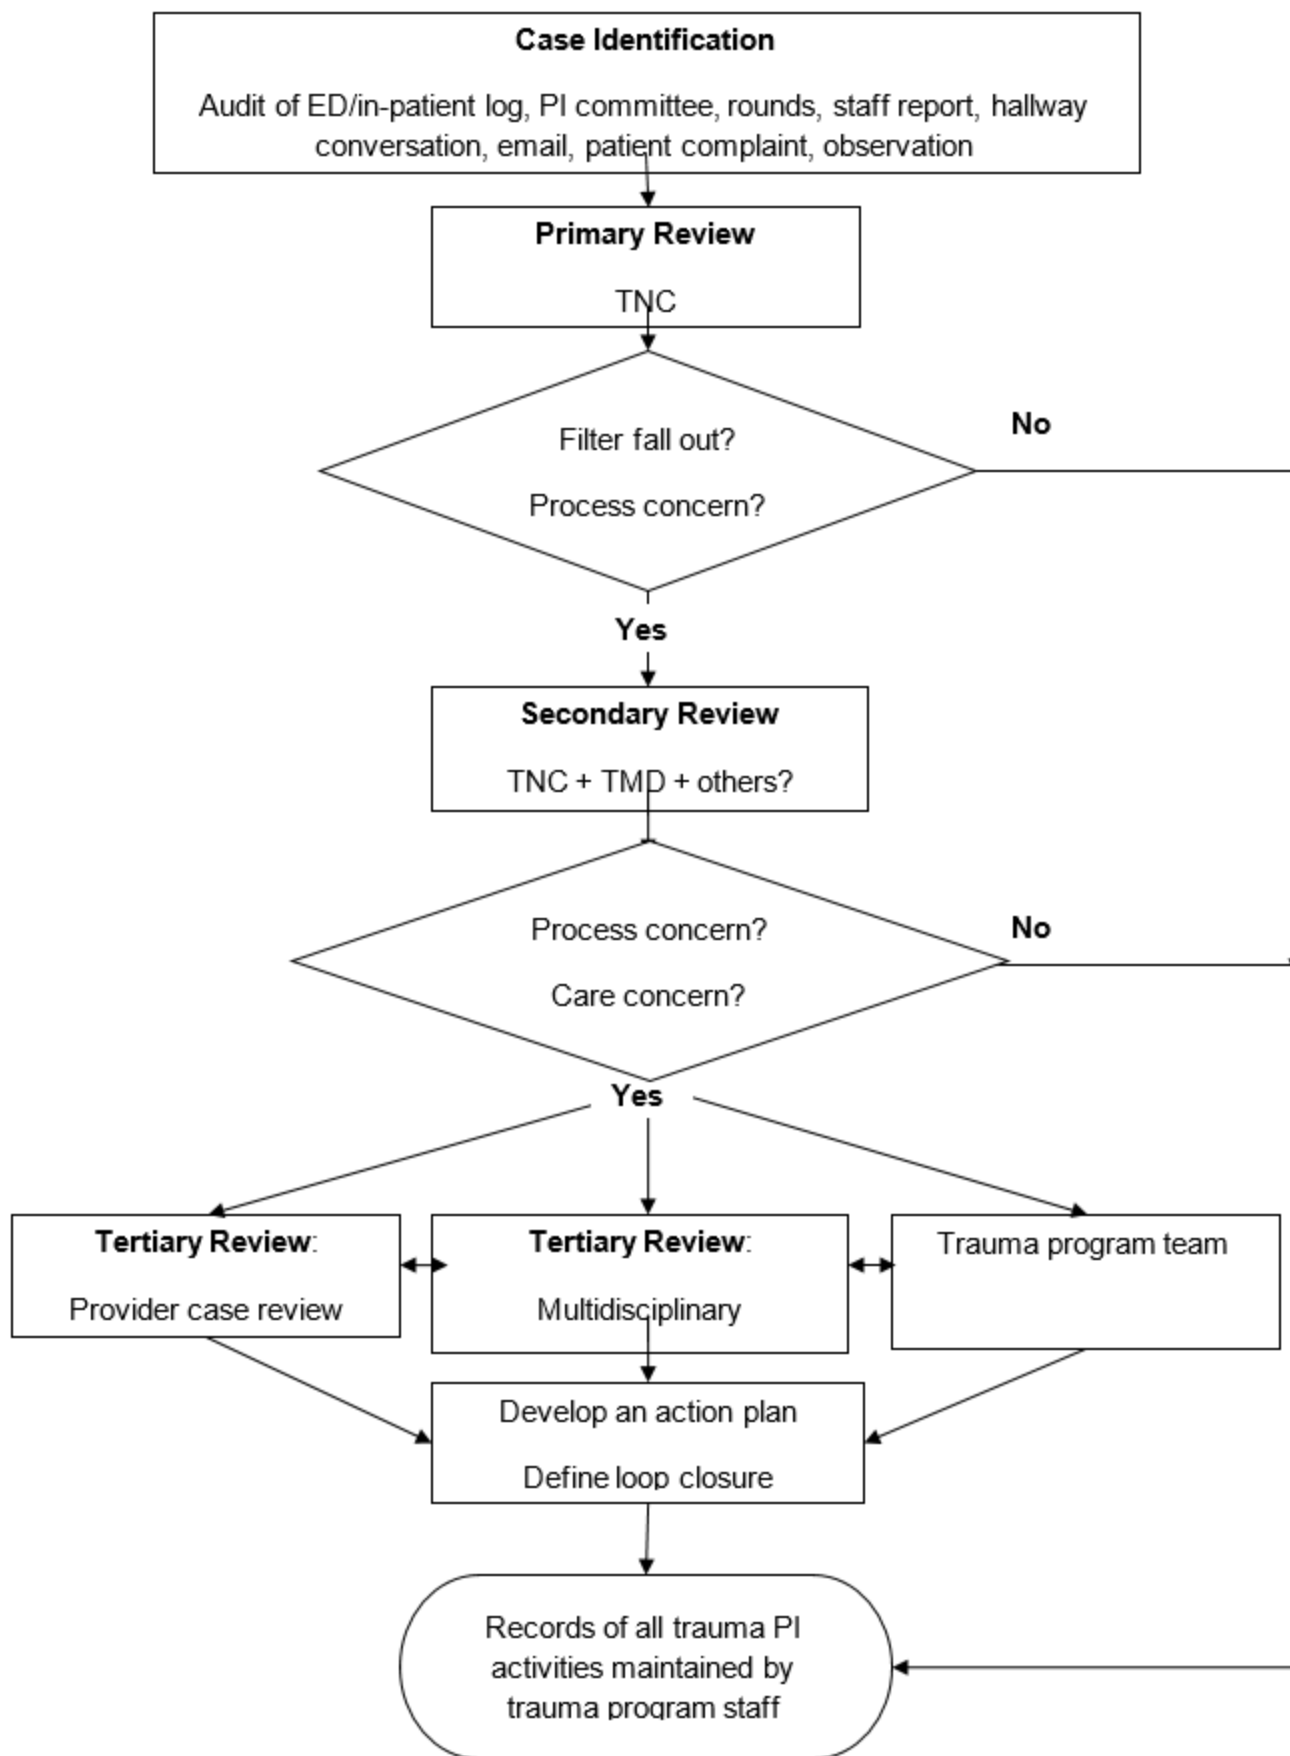 Case Identification
Audit of ED/in-patient log, PI committee, rounds, staff report, hallway
conversation, email, patient complaint, observation
Primary Review
TNC
Filter fall out?
Process concern?
No
Yes
Secondary Review
TNC + TMD + others?
Process concern?
Care concern?
No
Yes
Tertiary Review:
Provider case review
Tertiary Review:
Multidisciplinary
Trauma program team
Develop an action plan
Define loop closure
Records of all trauma PI
activities maintained by
trauma program staff